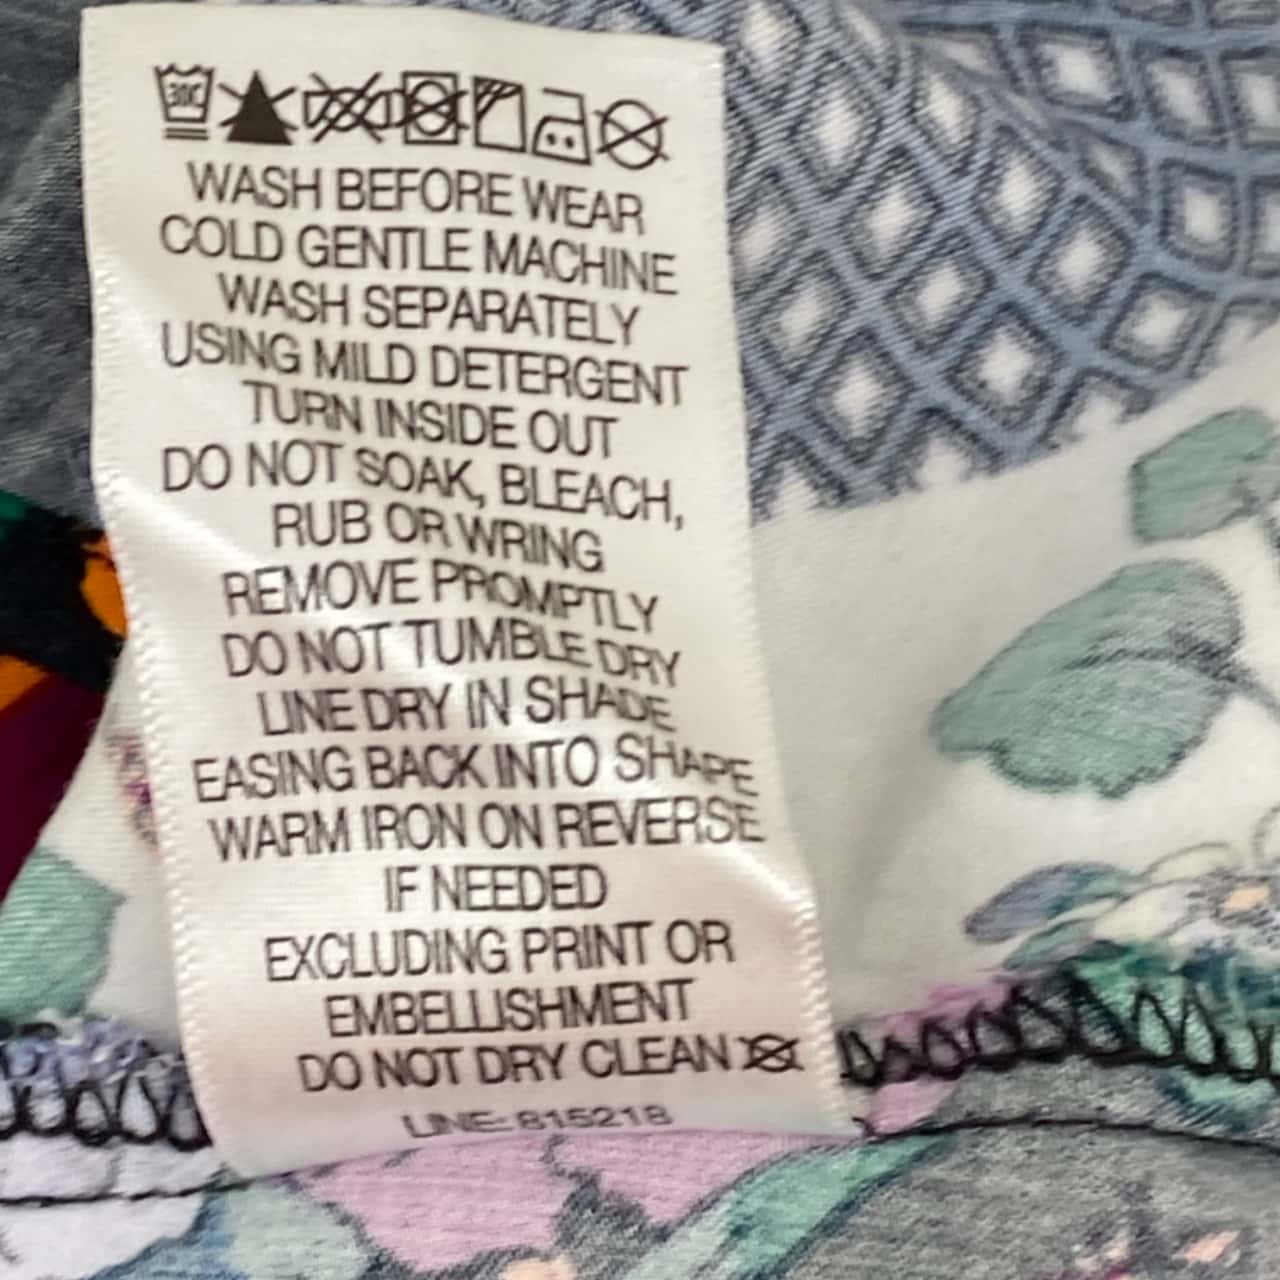 30C
WASH BEFORE WEAR
COLD GENTLE MACHINE
WASH SEPARATELY
USING MILD DETERGENT
TURN INSIDE OUT
DO NOT SOAK, BLEACH,
RUB OR WRING
REMOVE PROMPTLY
DO NOT TUMBLE DRY
LINE DRY IN SHADE
EASING BACK INTO SHAPE
WARM IRON ON REVERSE
IF NEEDED
EXCLUDING PRINT OR
EMBELLISHMENT
DO NOT DRY CLEAN
LINE: 815218